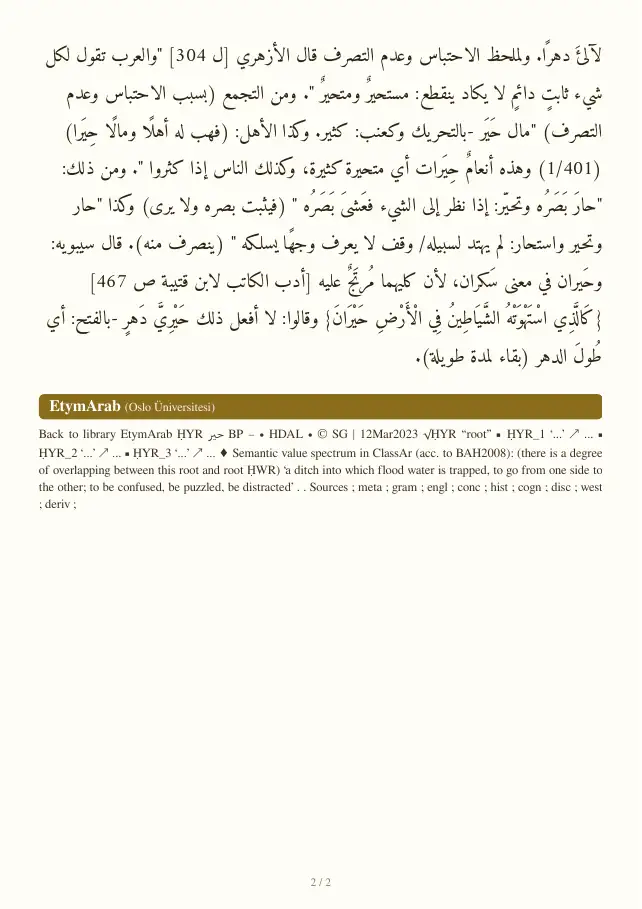 لآلئَ دهرًا. وملحظ الاحتباس وعدم التصرف قال الأزهري [ل 304] "والعرب تقول لكل
شيء ثابتٍ دائمٍ لا يكاد ينقطع: مستحيرٌ ومتحيرٌ ". ومن التجمع (بسبب الاحتباس وعدم
التصرف) "مال حَيَر -بالتحريك وكعنب: كثير. وكذا الأهل: (فهب له أهلًا ومالًا حِيَرا)
(1/401) وهذه أنعامٌ حِيَرات أي متحيرة كثيرة، وكذلك الناس إذا كثروا ". ومن ذلك:
"حارَ بَصَرُه وتحيّر: إذا نظر إلى الشيء فعَشىَ بَصَرُه " (فيثبت بصره ولا يرى) وكذا "حار
وتحير واستحار: لم يهتد لسبيله/ وقف لا يعرف وجهًا يسلكه " (ينصرف منه). قال سيبويه:
وحَيران في معنى سَكران، لأن كليهما مُرتَجٌ عليه [أدب الكاتب لابن قتيبة ص 467]
{كَالَّذِي اسْتَهْوَتْهُ الشَّيَاطِينُ فِي الْأَرْضِ حَيْرَانَ} وقالوا: لا أفعل ذلك حَيْرِيَّ دَهرٍ -بالفتح: أي
طُولَ الدهر (بقاء لمدة طويلة).
EtymArab (Oslo Üniversitesi)
Back to library EtymArab ḤYR حير BP – • HDAL • © SG | 12Mar2023 √ḤYR “root” ▪ ḤYR_1 ‘...’ ↗ ... ▪
ḤYR_2 ‘...’ ↗ ... ▪ ḤYR_3 ‘...’ ↗ ... ♦ Semantic value spectrum in ClassAr (acc. to BAH2008): (there is a degree
of overlapping between this root and root ḤWR) ‘a ditch into which flood water is trapped, to go from one side to
the other; to be confused, be puzzled, be distracted’ . . Sources ; meta ; gram ; engl ; conc ; hist ; cogn ; disc ; west
; deriv ;
2 / 2